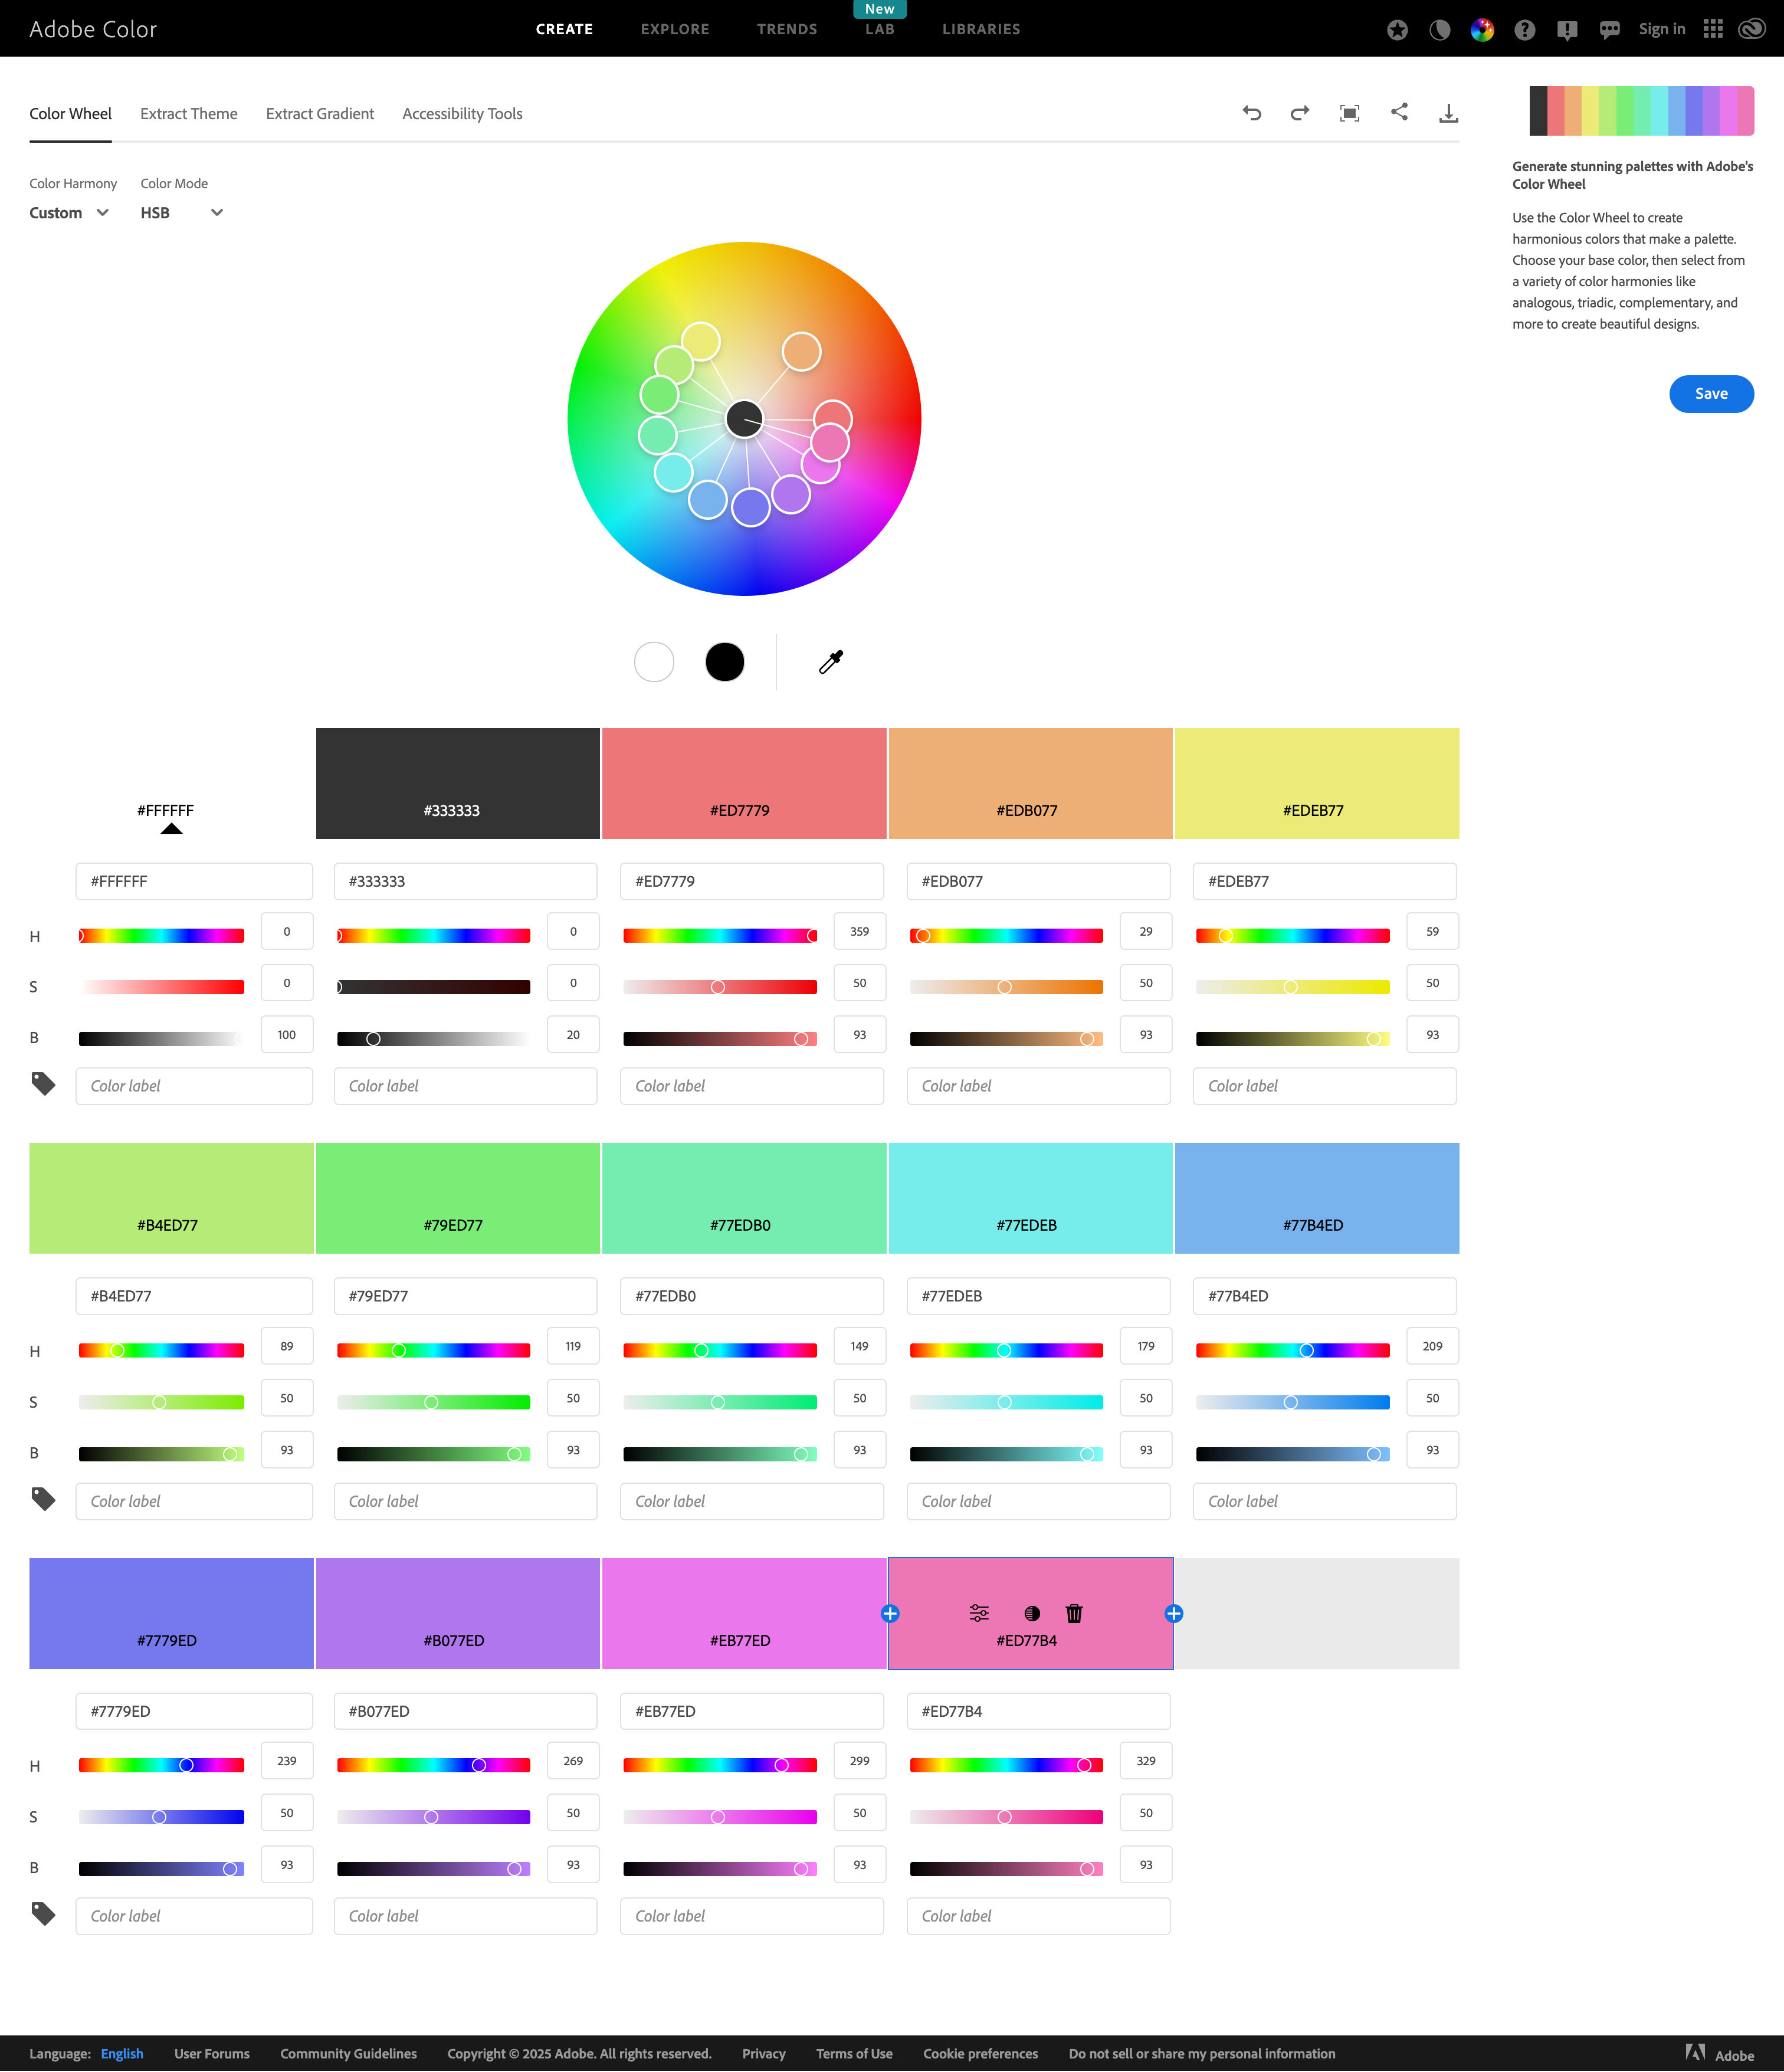 Adobe Color
CREATE EXPLORE TRENDS New LAB LIBRARIES
Sign in
Color Wheel Extract Theme Extract Gradient Accessibility Tools
Color Harmony Color Mode
Custom HSB
Generate stunning palettes with Adobe's
Color Wheel
Use the Color Wheel to create
harmonious colors that make a palette.
Choose your base color, then select from
a variety of color harmonies like
analogous, triadic, complementary, and
more to create beautiful designs.
Save
#FFFFFF #333333 #ED7779 #EDB077 #EDEB77
#FFFFFF #333333 #ED7779 #EDB077 #EDEB77
H 0 0 359 29 59
S 0 0 50 50 50
B 100 20 93 93 93
Color label Color label Color label Color label Color label
#B4ED77 #79ED77 #77EDB0 #77EDEB #77B4ED
#B4ED77 #79ED77 #77EDB0 #77EDEB #77B4ED
H 89 119 149 179 209
S 50 50 50 50 50
B 93 93 93 93 93
Color label Color label Color label Color label Color label
#7779ED #B077ED #EB77ED #ED77B4
#7779ED #B077ED #EB77ED #ED77B4
H 239 269 299 329
S 50 50 50 50
B 93 93 93 93
Color label Color label Color label Color label
Language: English User Forums Community Guidelines Copyright © 2025 Adobe. All rights reserved. Privacy Terms of Use Cookie preferences Do not sell or share my personal information Adobe